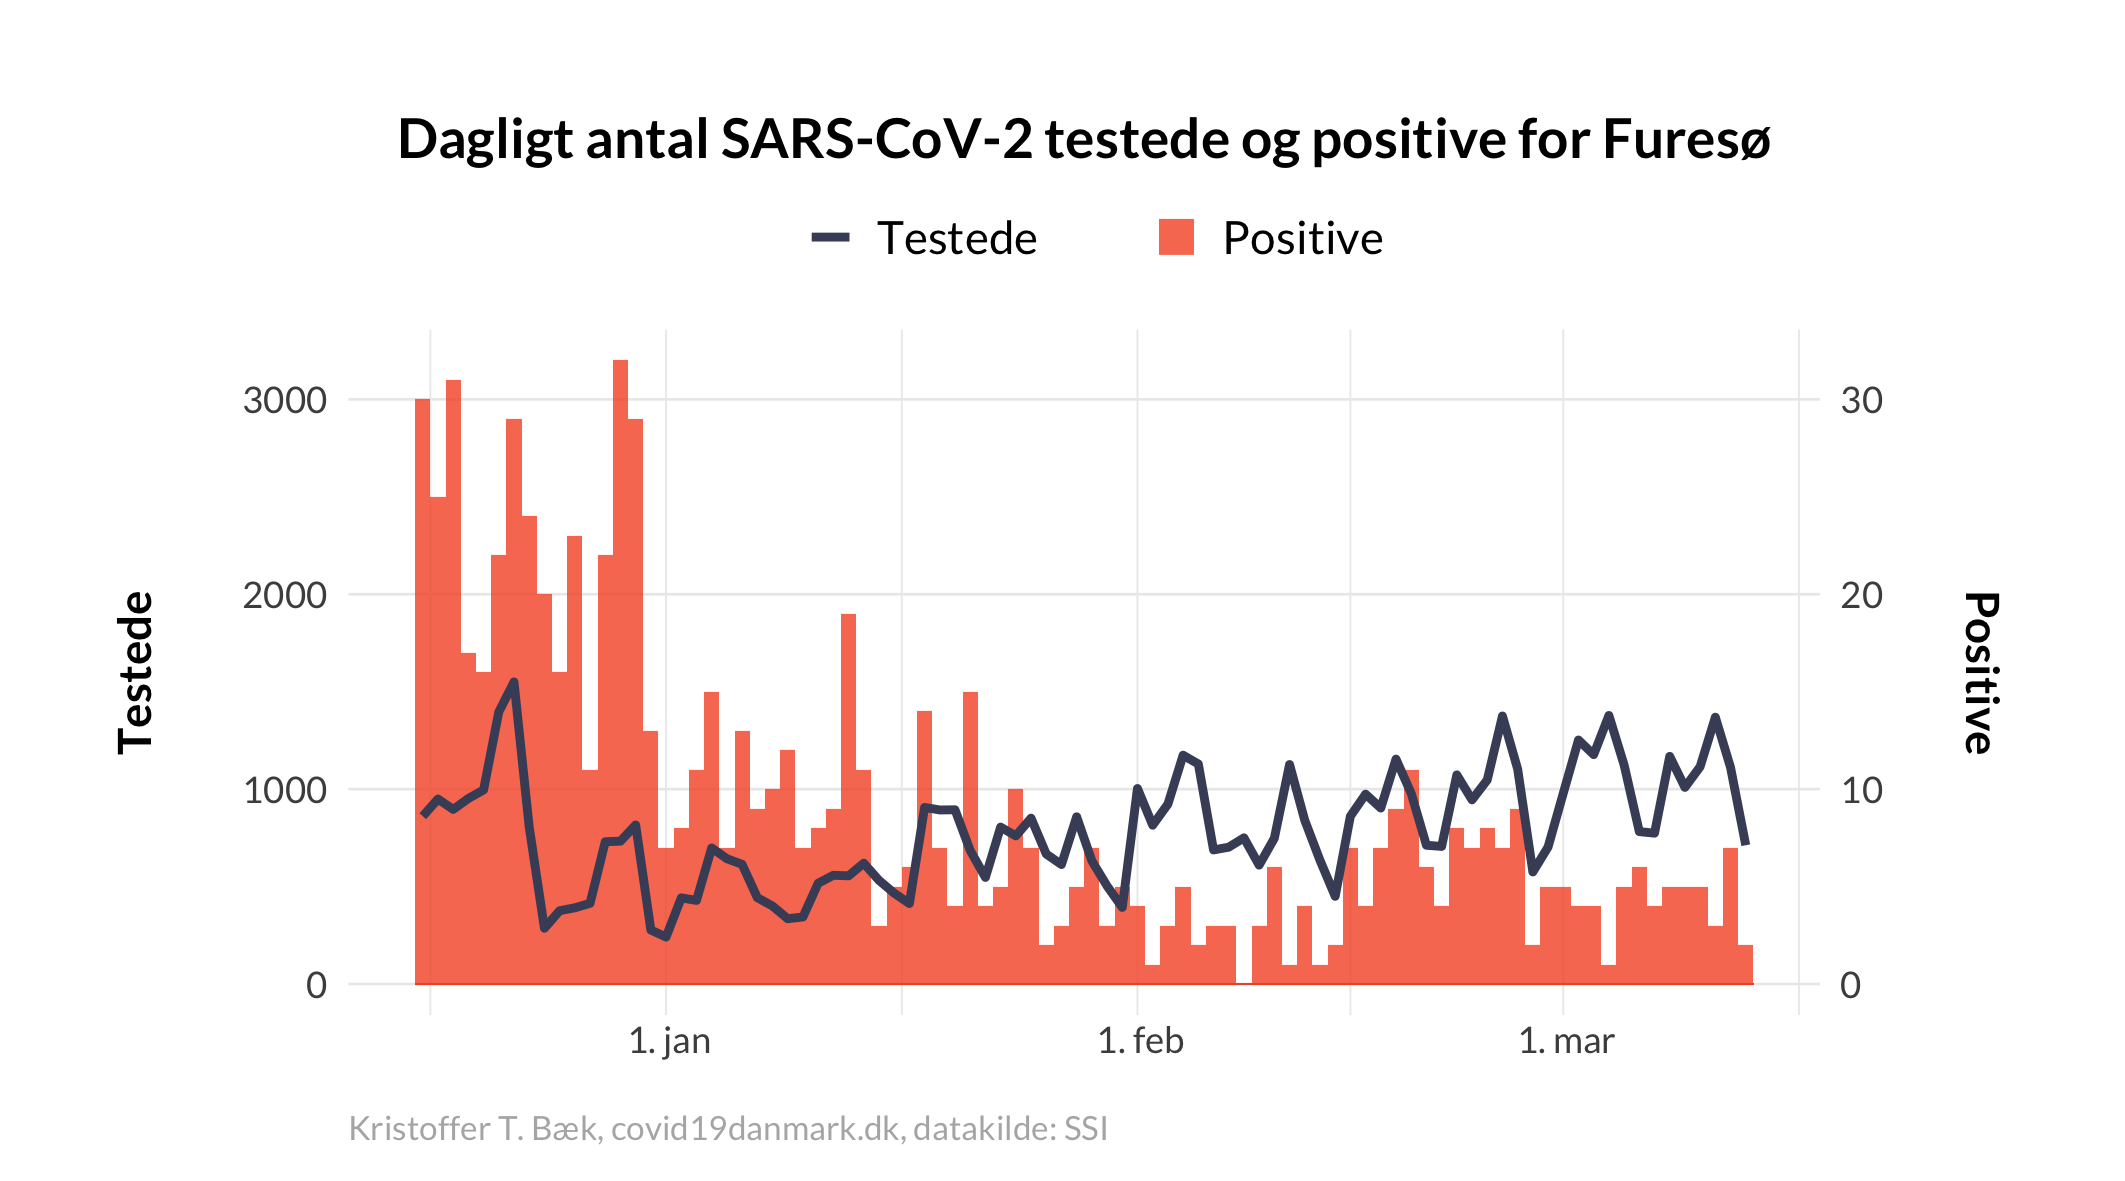 Dagligt antal SARS-CoV-2 testede og positive for Furesø
Testede Positive
3000 30
2000 20
1000 10
0 0
Testede
Positive
1. jan 1. feb 1. mar
Kristoffer T. Bæk, covid19danmark.dk, datakilde: SSI